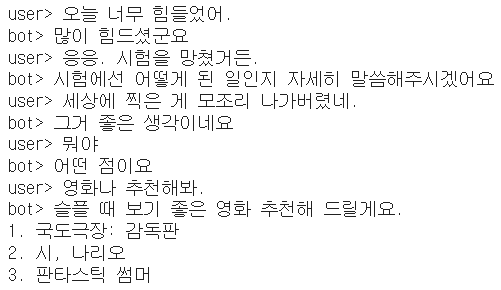 user> 오늘 너무 힘들었어.
bot> 많이 힘드셨군요
user> 응응. 시험을 망쳤거든.
bot> 시험에선 어떻게 된 일인지 자세히 말씀해주시겠어요
user> 세상에 찍은 게 모조리 나가버렸네.
bot> 그거 좋은 생각이네요
user> 뭐야
bot> 어떤 점이요
user> 영화나 추천해봐.
bot> 슬플 때 보기 좋은 영화 추천해 드릴게요.
1. 국도극장: 감독판
2. 시, 나리오
3. 판타스틱 썸머